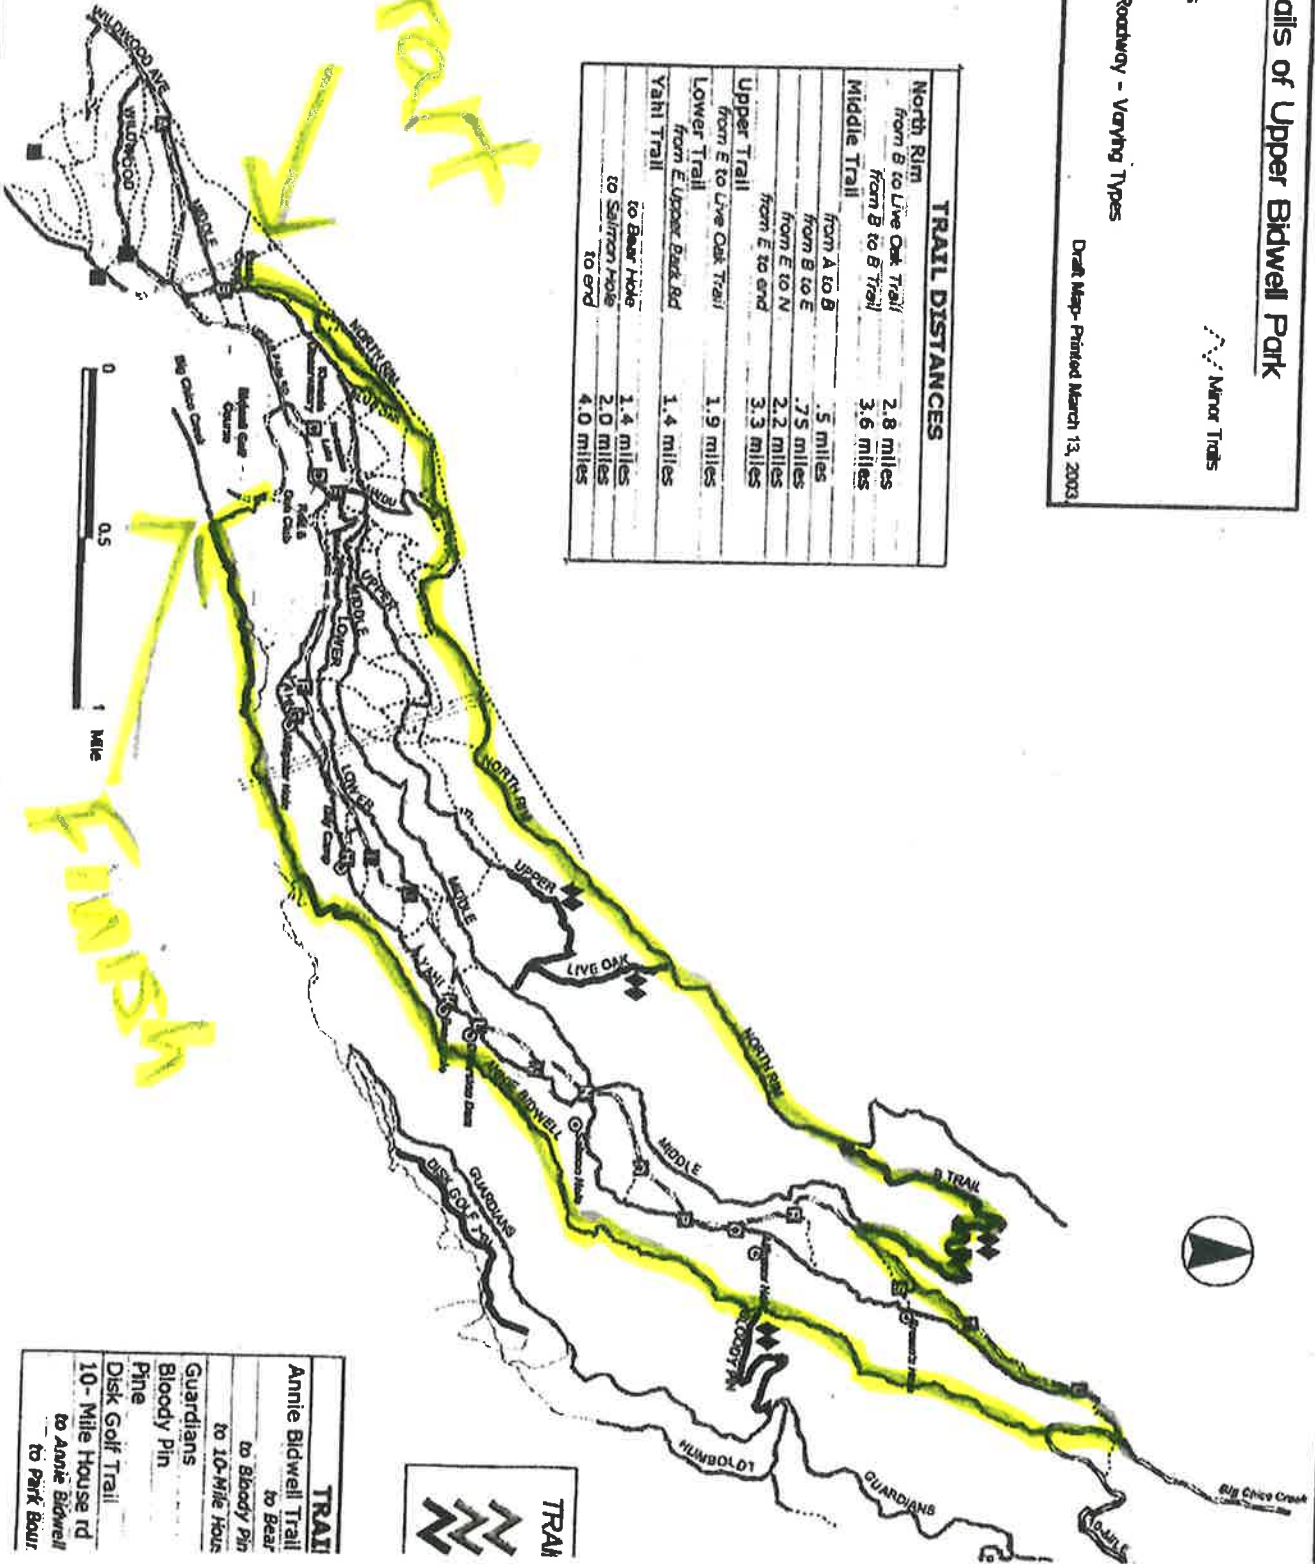 ails of Upper Bidwell Park
Minor Trails
Roadway - Varying Types
Draft Map- Printed March 13, 2003
TRAIL DISTANCES
North Rim
from B to Live Oak Trail 2.8 miles
from B to B Trail 3.6 miles
Middle Trail
from A to B .5 miles
from B to E .75 miles
from E to N 2.2 miles
from E to end 3.3 miles
Upper Trail
from E to Live Oak Trail 1.9 miles
Lower Trail
from E Upper Park Rd 1.4 miles
Yahi Trail
to Bear Hole 1.4 miles
to Salmon Hole 2.0 miles
to end 4.0 miles
tart
Finish
WILDWOOD AVE
WILDWOOD
MIDDLE
NORTH RIM
Big Chico Creek
Bidwell Golf
Course
Gun Club
UPPER
MIDDLE
LOWER
NORTH RIM
LOWER
Day Camp
MIDDLE
UPPER
LIVE OAK
YAHI
NORTH RIM
ANNIE BIDWELL
MIDDLE
B TRAIL
GUARDIANS
DISK GOLF
BLOODY PIN
HUMBOLDT
GUARDIANS
Big Chico Creek
10-MILE
0 0.5 1 Mile
TRAI
TRAI
Annie Bidwell Trail
to Bear
to Bloody Pin
to 10-Mile Hous
Guardians
Bloody Pin
Pine
Disk Golf Trail
10- Mile House rd
to Annie Bidwell
to Park Boun